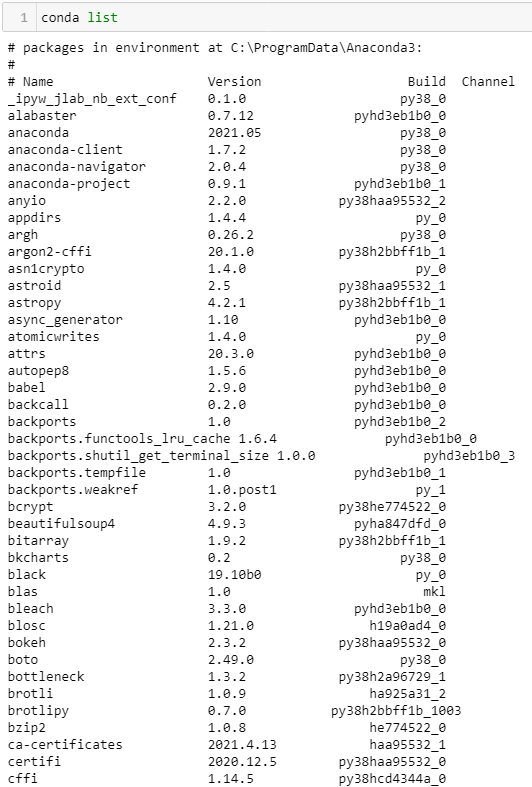 1 conda list
# packages in environment at C:\ProgramData\Anaconda3:
#
# Name Version Build Channel
_ipyw_jlab_nb_ext_conf 0.1.0 py38_0
alabaster 0.7.12 pyhd3eb1b0_0
anaconda 2021.05 py38_0
anaconda-client 1.7.2 py38_0
anaconda-navigator 2.0.4 py38_0
anaconda-project 0.9.1 pyhd3eb1b0_1
anyio 2.2.0 py38haa95532_2
appdirs 1.4.4 py_0
argh 0.26.2 py38_0
argon2-cffi 20.1.0 py38h2bbff1b_1
asn1crypto 1.4.0 py_0
astroid 2.5 py38haa95532_1
astropy 4.2.1 py38h2bbff1b_1
async_generator 1.10 pyhd3eb1b0_0
atomicwrites 1.4.0 py_0
attrs 20.3.0 pyhd3eb1b0_0
autopep8 1.5.6 pyhd3eb1b0_0
babel 2.9.0 pyhd3eb1b0_0
backcall 0.2.0 pyhd3eb1b0_0
backports 1.0 pyhd3eb1b0_2
backports.functools_lru_cache 1.6.4 pyhd3eb1b0_0
backports.shutil_get_terminal_size 1.0.0 pyhd3eb1b0_3
backports.tempfile 1.0 pyhd3eb1b0_1
backports.weakref 1.0.post1 py_1
bcrypt 3.2.0 py38he774522_0
beautifulsoup4 4.9.3 pyha847dfd_0
bitarray 1.9.2 py38h2bbff1b_1
bkcharts 0.2 py38_0
black 19.10b0 py_0
blas 1.0 mkl
bleach 3.3.0 pyhd3eb1b0_0
blosc 1.21.0 h19a0ad4_0
bokeh 2.3.2 py38haa95532_0
boto 2.49.0 py38_0
bottleneck 1.3.2 py38h2a96729_1
brotli 1.0.9 ha925a31_2
brotlipy 0.7.0 py38h2bbff1b_1003
bzip2 1.0.8 he774522_0
ca-certificates 2021.4.13 haa95532_1
certifi 2020.12.5 py38haa95532_0
cffi 1.14.5 py38hcd4344a_0